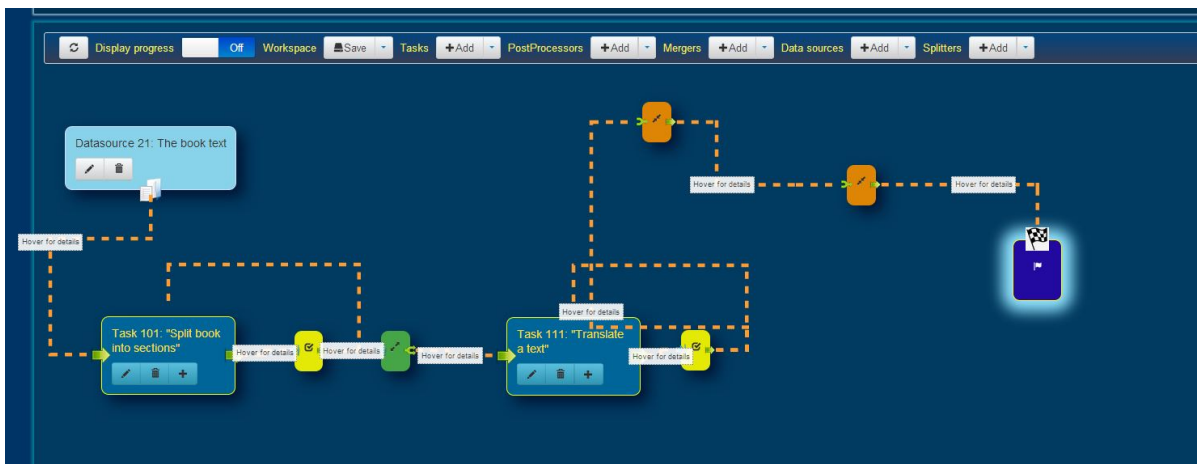 Display progress Off Workspace Save Tasks +Add PostProcessors +Add Mergers +Add Data sources +Add Splitters +Add
Datasource 21: The book text
Hover for details
Hover for details
Hover for details
Hover for details
Task 101: "Split book
into sections"
Hover for details
Hover for details
Hover for details
Task 111: "Translate
a text"
Hover for details